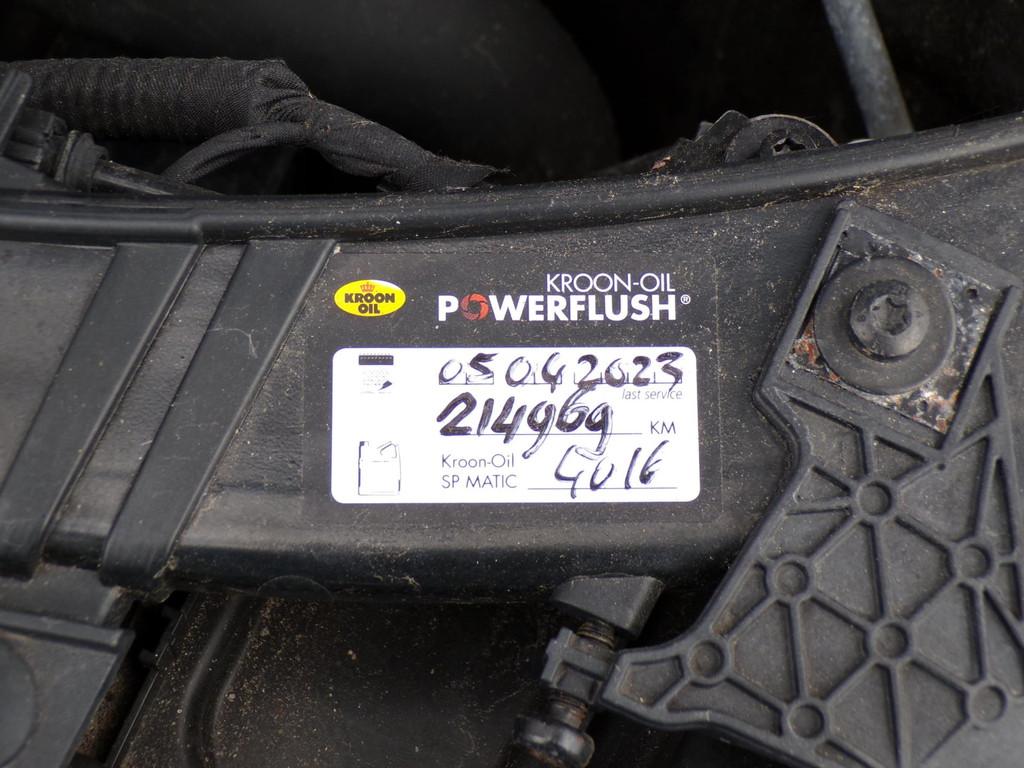 KROON
OIL
KROON-OIL
POWERFLUSH®
05 04 2023
last service
214969 KM
Kroon-Oil
SP MATIC 4016